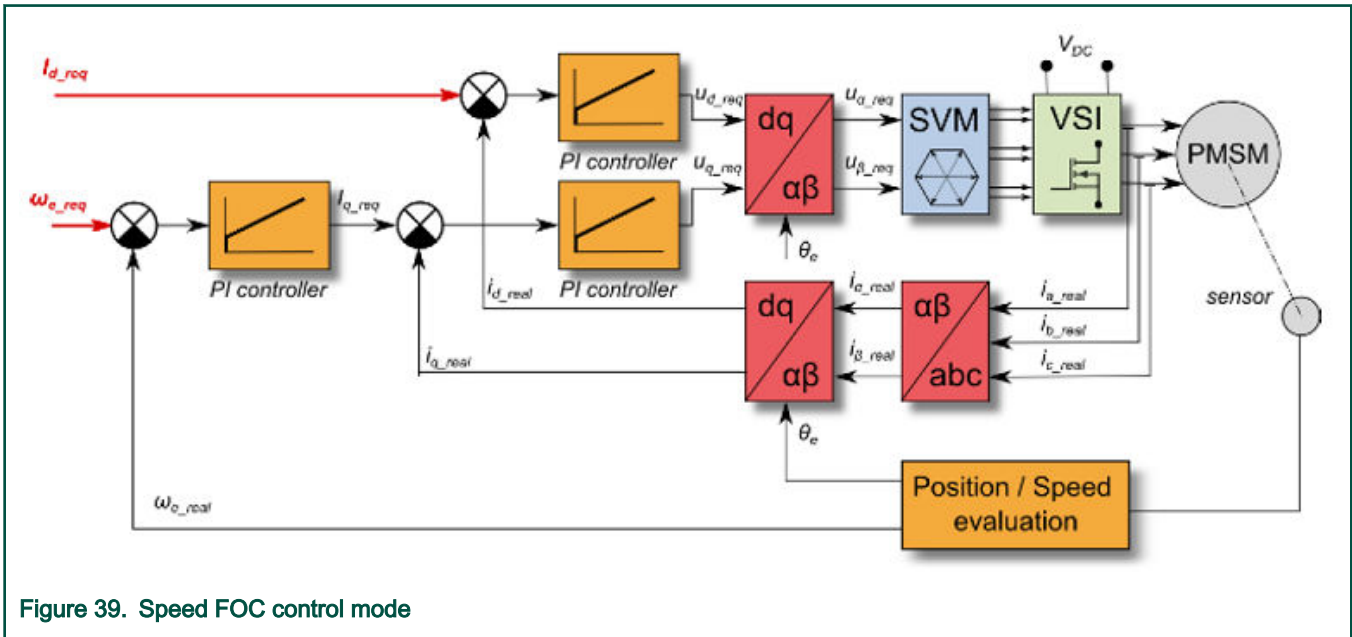 V_DC
I_d_req
u_d_req
u_α_req
dq
αβ
SVM
VSI
PMSM
PI controller
u_q_req
u_β_req
ω_e_req
I_q_req
θ_e
PI controller
i_d_real
PI controller
i_α_real
i_a_real
sensor
dq
αβ
αβ
abc
i_b_real
i_q_real
i_β_real
i_c_real
θ_e
ω_e_real
Position / Speed
evaluation
Figure 39. Speed FOC control mode